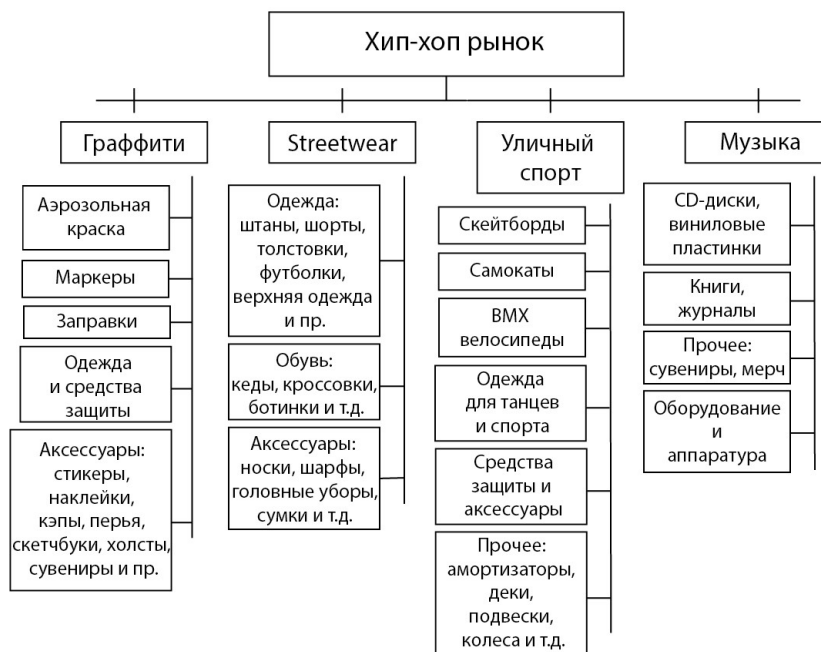 Хип-хоп рынок
Граффити
Аэрозольная
краска
Маркеры
Заправки
Одежда
и средства
защиты
Аксессуары:
стикеры,
наклейки,
кэпы, перья,
скетчбуки, холсты,
сувениры и пр.
Streetwear
Одежда:
штаны, шорты,
толстовки,
футболки,
верхняя одежда
и пр.
Обувь:
кеды, кроссовки,
ботинки и т.д.
Аксессуары:
носки, шарфы,
головные уборы,
сумки и т.д.
Уличный
спорт
Скейтборды
Самокаты
BMX
велосипеды
Одежда
для танцев
и спорта
Средства
защиты и
аксессуары
Прочее:
амортизаторы,
деки,
подвески,
колеса и т.д.
Музыка
CD-диски,
виниловые
пластинки
Книги,
журналы
Прочее:
сувениры, мерч
Оборудование
и
аппаратура